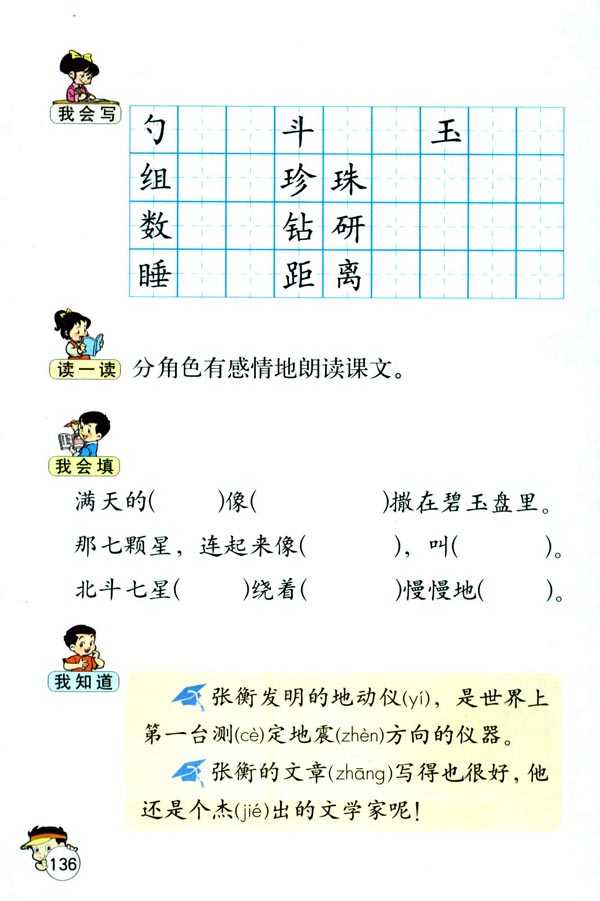 我会写
勺 斗 玉
组 珍 珠
数 钻 研
睡 距 离
读一读 分角色有感情地朗读课文。
我会填
满天的( )像( )撒在碧玉盘里。
那七颗星，连起来像( )，叫( )。
北斗七星( )绕着( )慢慢地( )。
我知道
张衡发明的地动仪(yí)，是世界上
第一台测(cè)定地震(zhèn)方向的仪器。
张衡的文章(zhāng)写得也很好，他
还是个杰(jié)出的文学家呢！
136